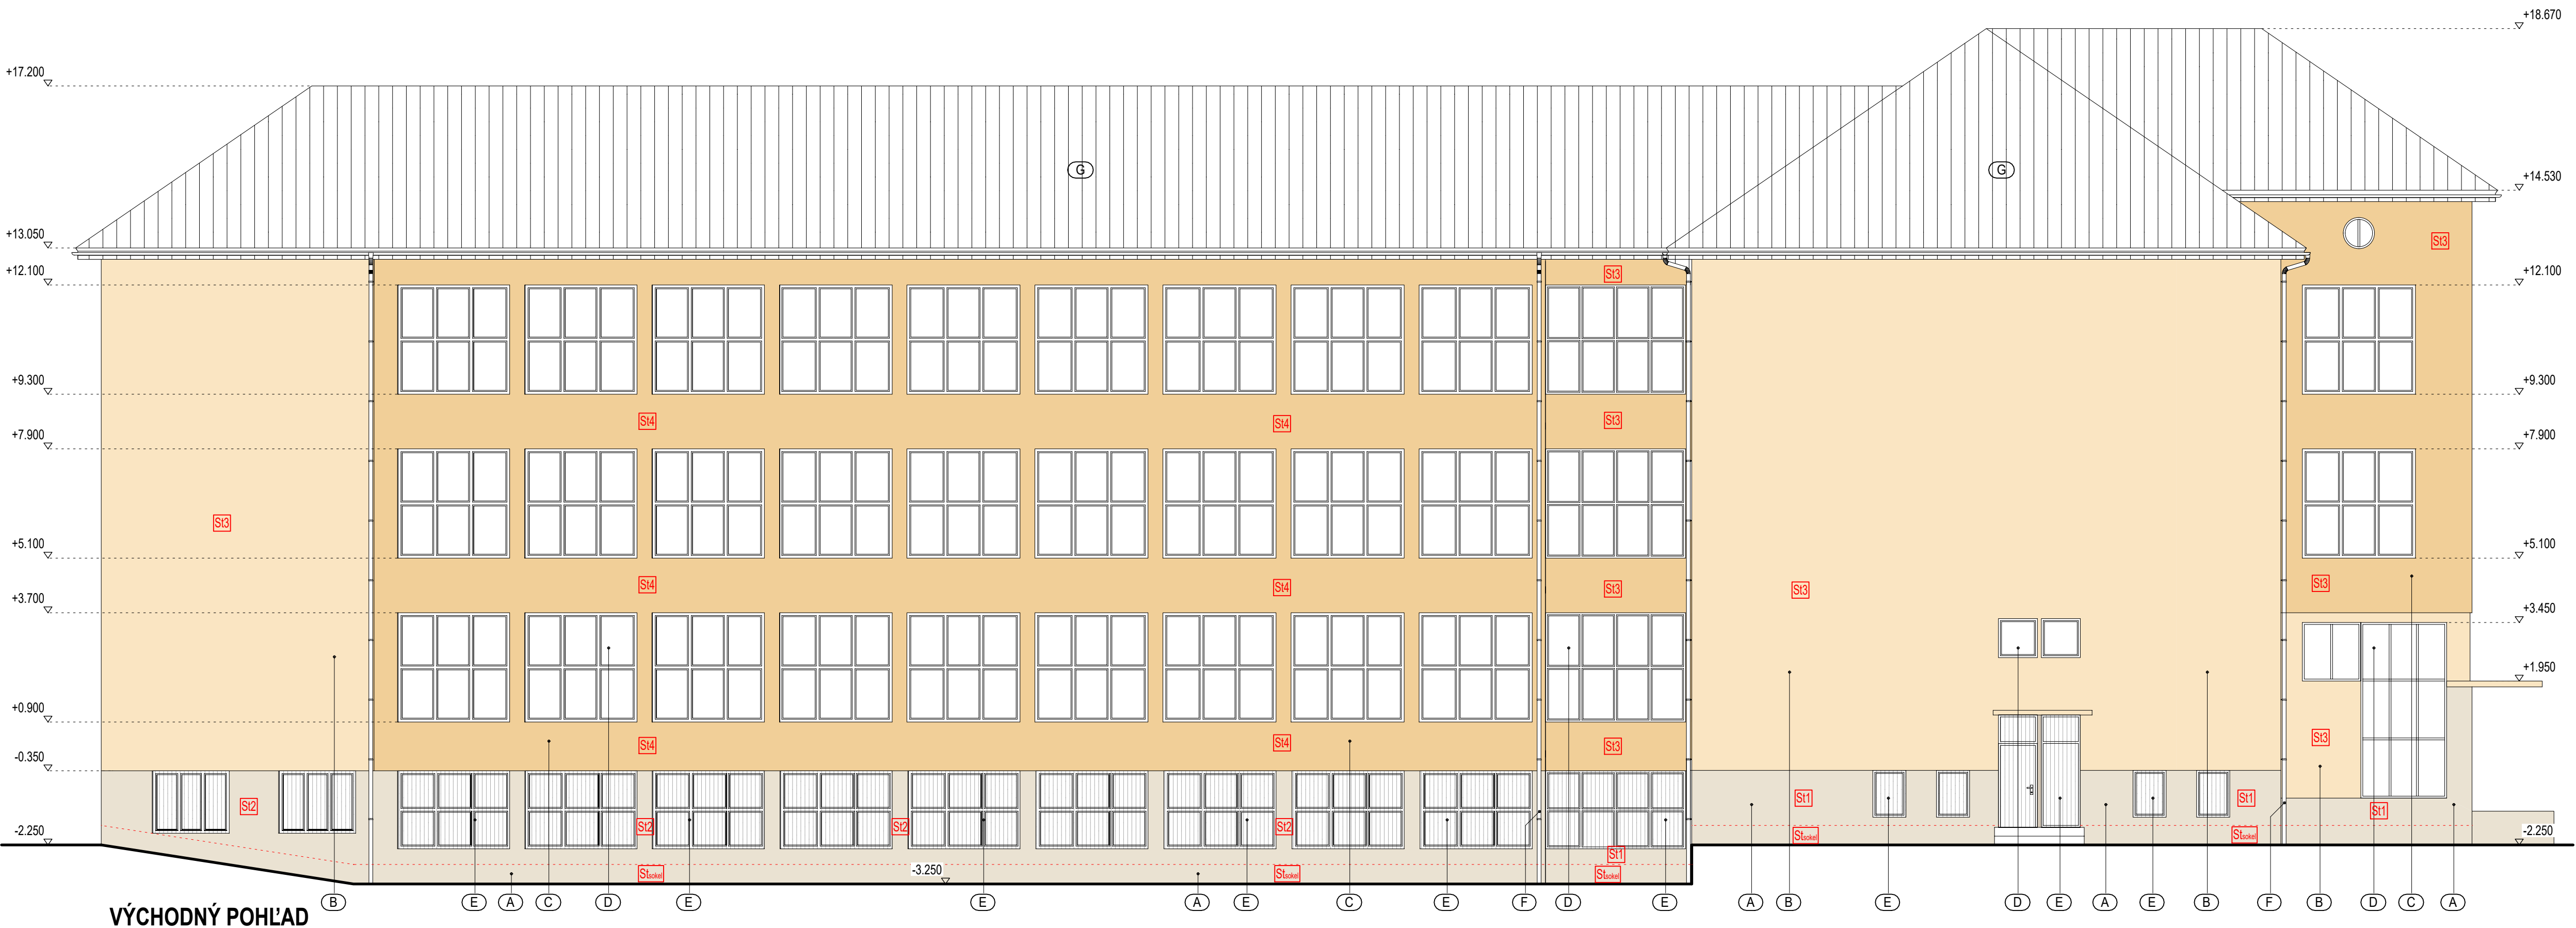 +18.670
+17.200
G G
+14.530
+13.050
St3
+12.100 St3 +12.100
+9.300 +9.300
St4 St4 St3
+7.900 +7.900
St3
+5.100 +5.100
St4 St4 St3 St3 St3
+3.700 +3.450
+1.950
+0.900
St4 St4 St3 St3
-0.350
St2 St1 St1 St1
St2 St2 St2
-2.250 Stsokel Stsokel -2.250
St1
Stsokel -3.250 Stsokel Stsokel
B E A C D E E A E C E F D E A B E D E A E B F B D C A
VÝCHODNÝ POHĽAD